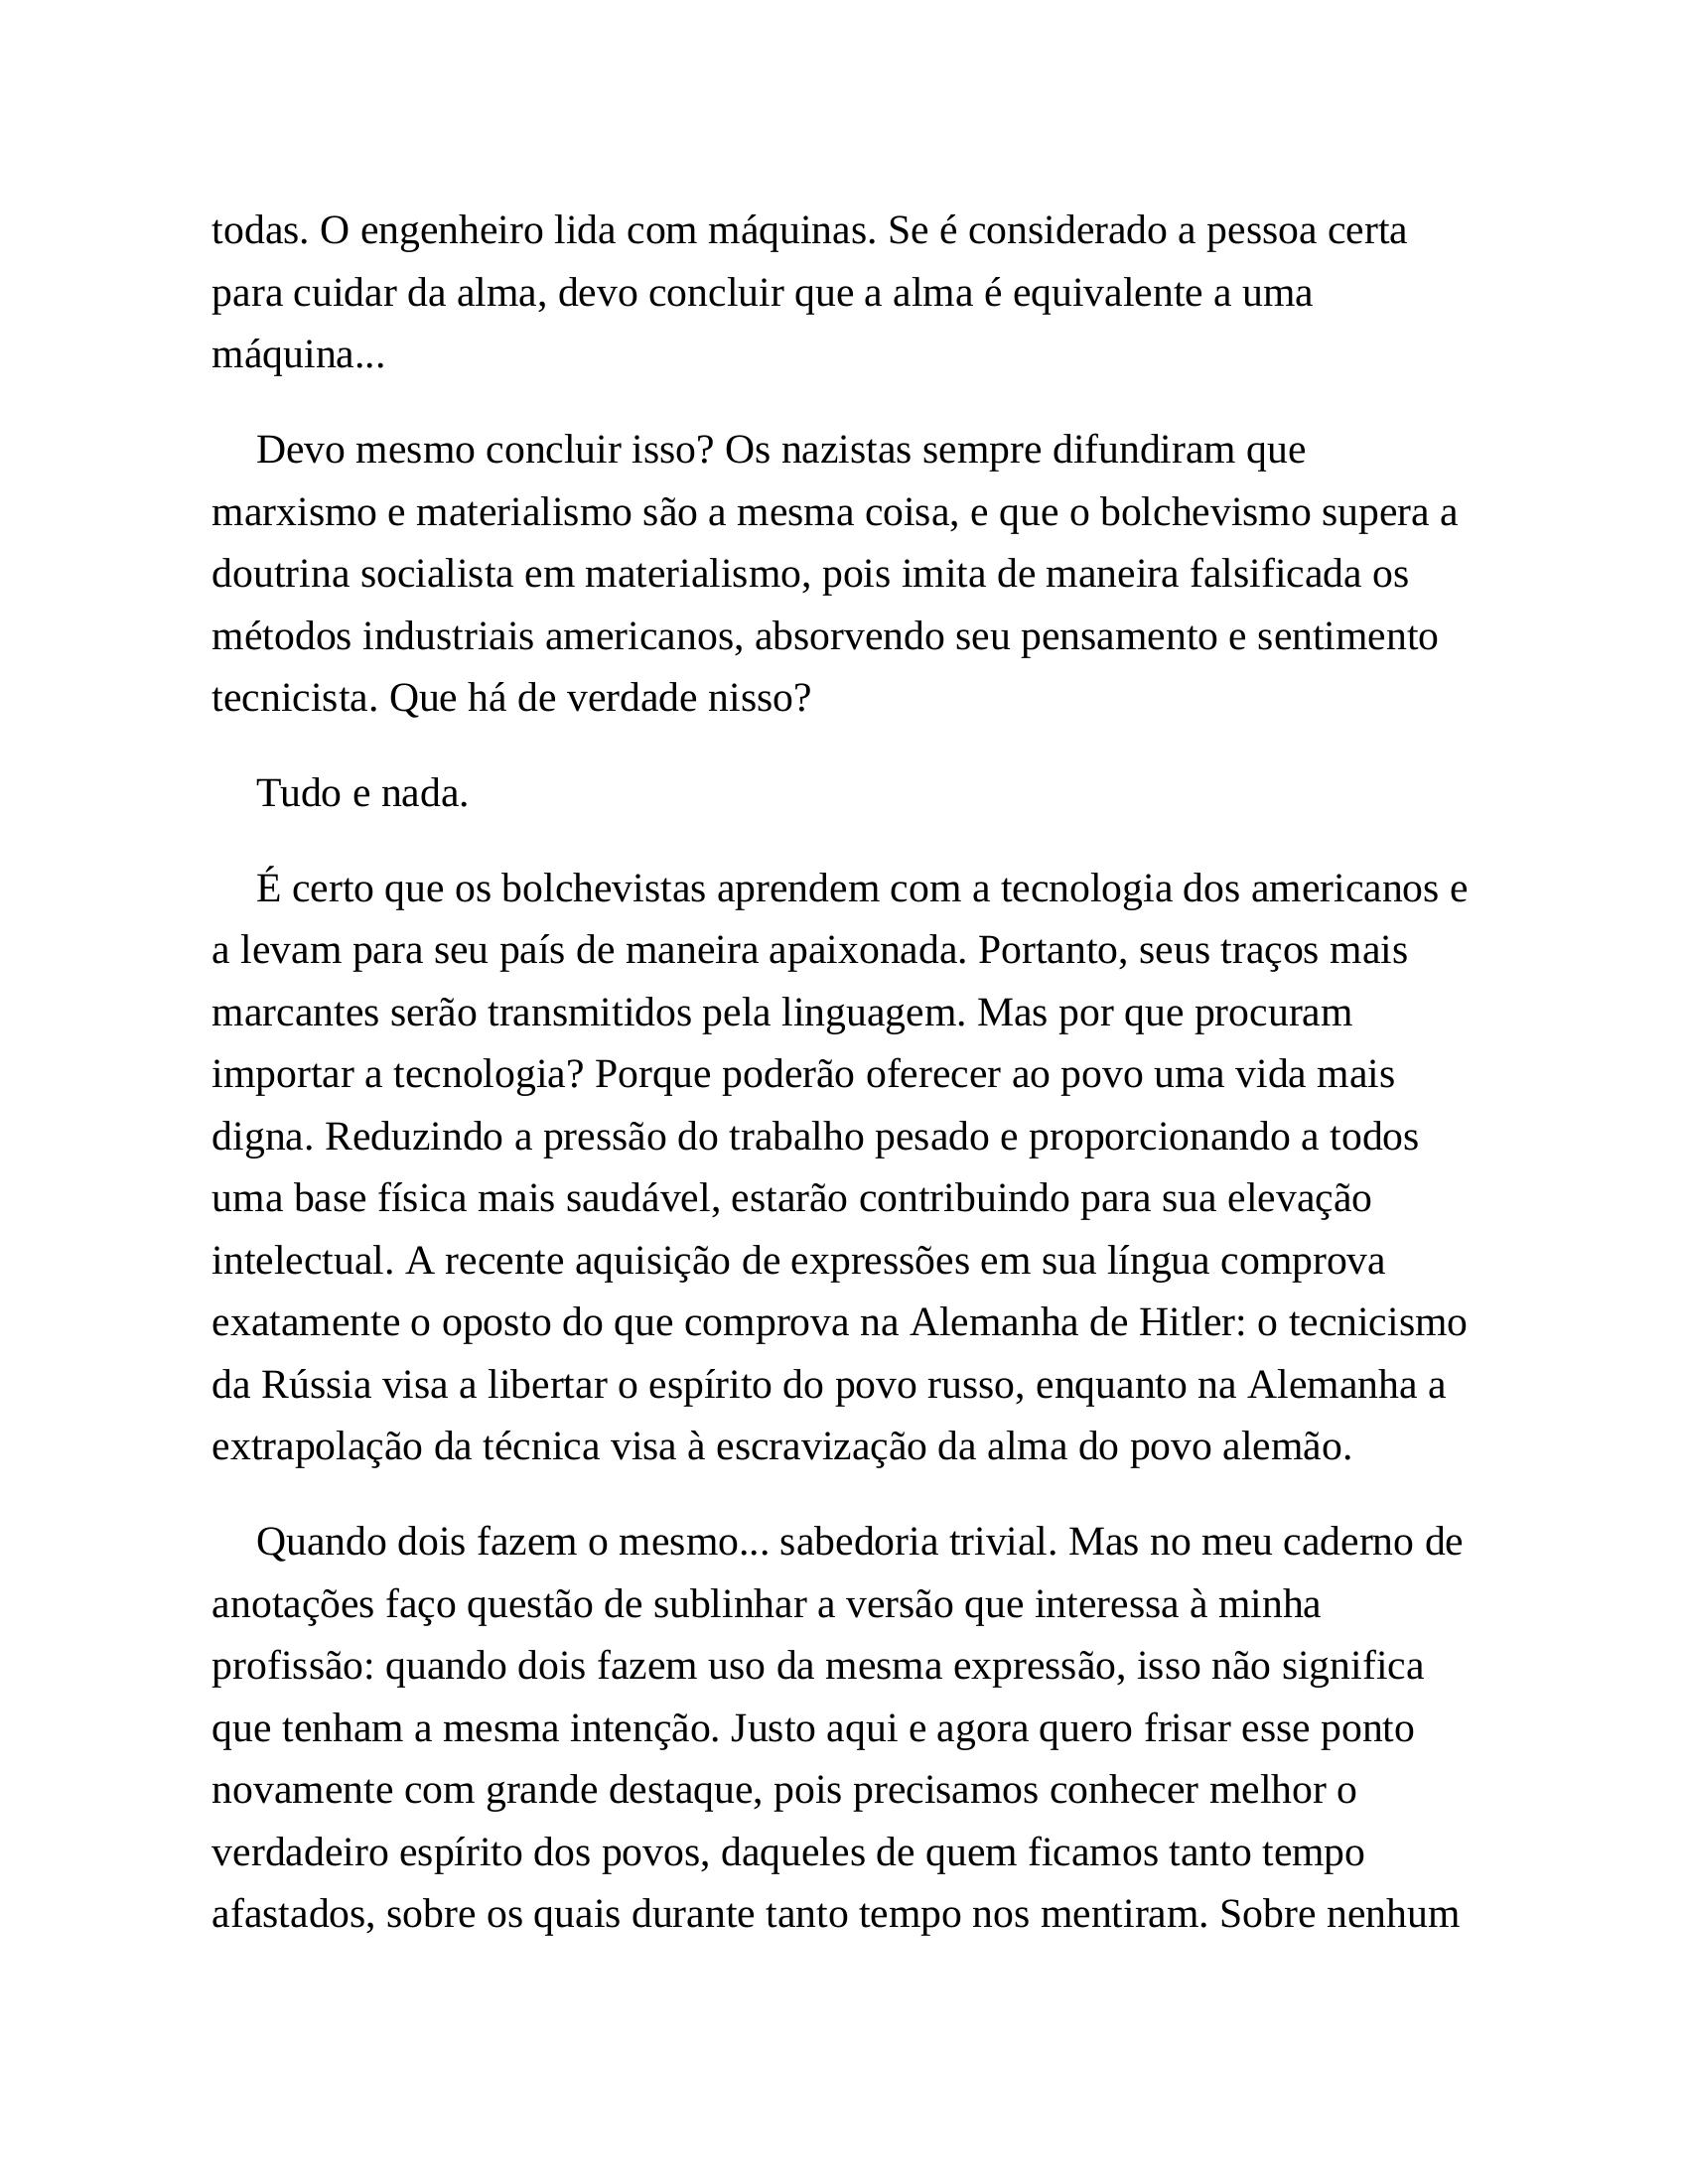 todas. O engenheiro lida com máquinas. Se é considerado a pessoa certa
para cuidar da alma, devo concluir que a alma é equivalente a uma
máquina...
Devo mesmo concluir isso? Os nazistas sempre difundiram que
marxismo e materialismo são a mesma coisa, e que o bolchevismo supera a
doutrina socialista em materialismo, pois imita de maneira falsificada os
métodos industriais americanos, absorvendo seu pensamento e sentimento
tecnicista. Que há de verdade nisso?
Tudo e nada.
É certo que os bolchevistas aprendem com a tecnologia dos americanos e
a levam para seu país de maneira apaixonada. Portanto, seus traços mais
marcantes serão transmitidos pela linguagem. Mas por que procuram
importar a tecnologia? Porque poderão oferecer ao povo uma vida mais
digna. Reduzindo a pressão do trabalho pesado e proporcionando a todos
uma base física mais saudável, estarão contribuindo para sua elevação
intelectual. A recente aquisição de expressões em sua língua comprova
exatamente o oposto do que comprova na Alemanha de Hitler: o tecnicismo
da Rússia visa a libertar o espírito do povo russo, enquanto na Alemanha a
extrapolação da técnica visa à escravização da alma do povo alemão.
Quando dois fazem o mesmo... sabedoria trivial. Mas no meu caderno de
anotações faço questão de sublinhar a versão que interessa à minha
profissão: quando dois fazem uso da mesma expressão, isso não significa
que tenham a mesma intenção. Justo aqui e agora quero frisar esse ponto
novamente com grande destaque, pois precisamos conhecer melhor o
verdadeiro espírito dos povos, daqueles de quem ficamos tanto tempo
afastados, sobre os quais durante tanto tempo nos mentiram. Sobre nenhum